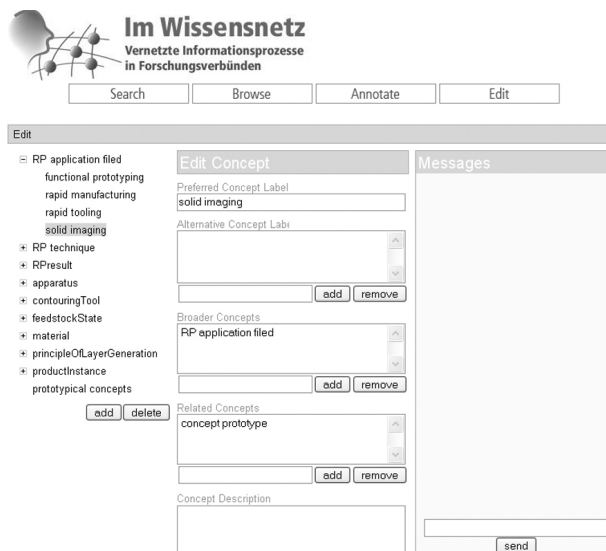 Im Wissensnetz
Vernetzte Informationsprozesse
in Forschungsverbünden
Search Browse Annotate Edit
Edit
RP application filed
functional prototyping
rapid manufacturing
rapid tooling
solid imaging
RP technique
RPresult
apparatus
contouringTool
feedstockState
material
principleOfLayerGeneration
productInstance
prototypical concepts
add delete
Edit Concept
Preferred Concept Label
solid imaging
Alternative Concept Labe
add remove
Broader Concepts
RP application filed
add remove
Related Concepts
concept prototype
add remove
Concept Description
Messages
send